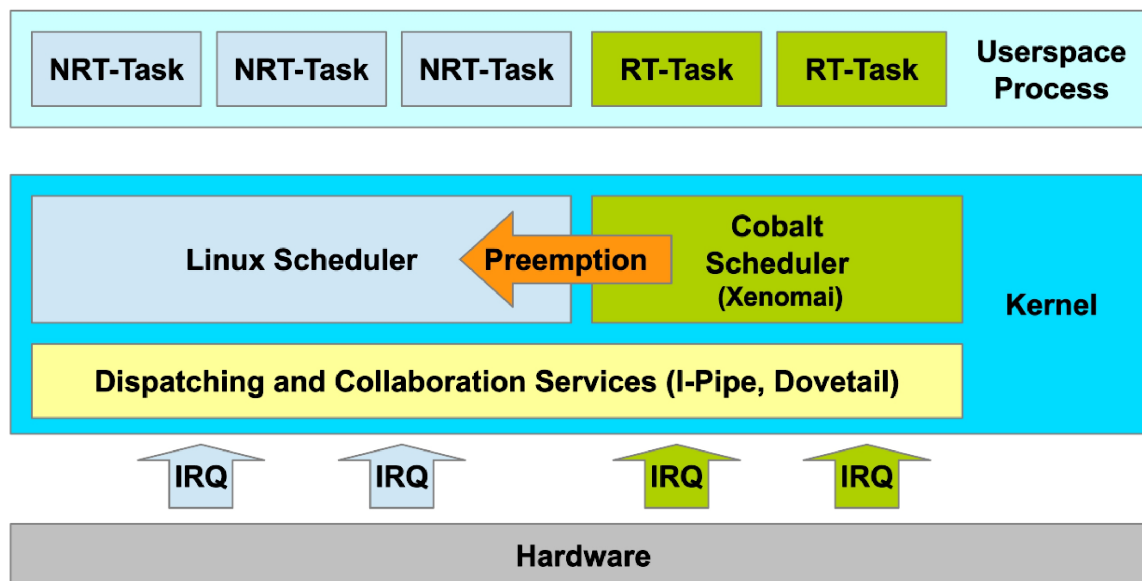 NRT-Task
NRT-Task
NRT-Task
RT-Task
RT-Task
Userspace
Process
Linux Scheduler
Preemption
Cobalt
Scheduler
(Xenomai)
Kernel
Dispatching and Collaboration Services (I-Pipe, Dovetail)
IRQ
IRQ
IRQ
IRQ
Hardware